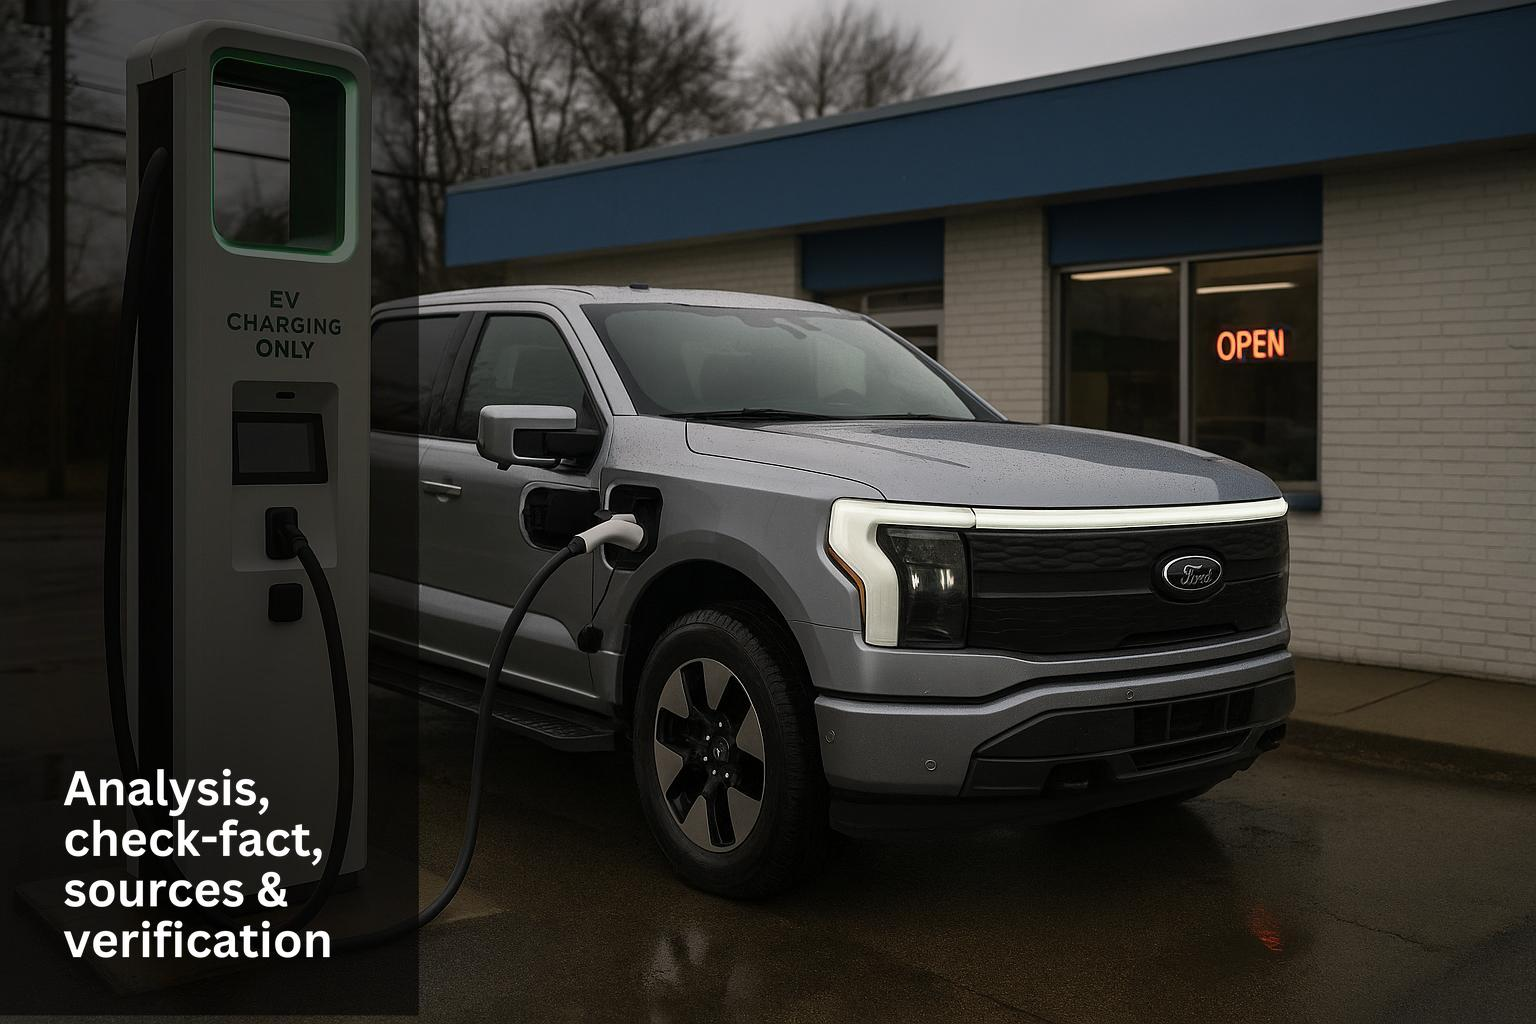 EV
CHARGING
ONLY
OPEN
Ford
Analysis,
check-fact,
sources &
verification